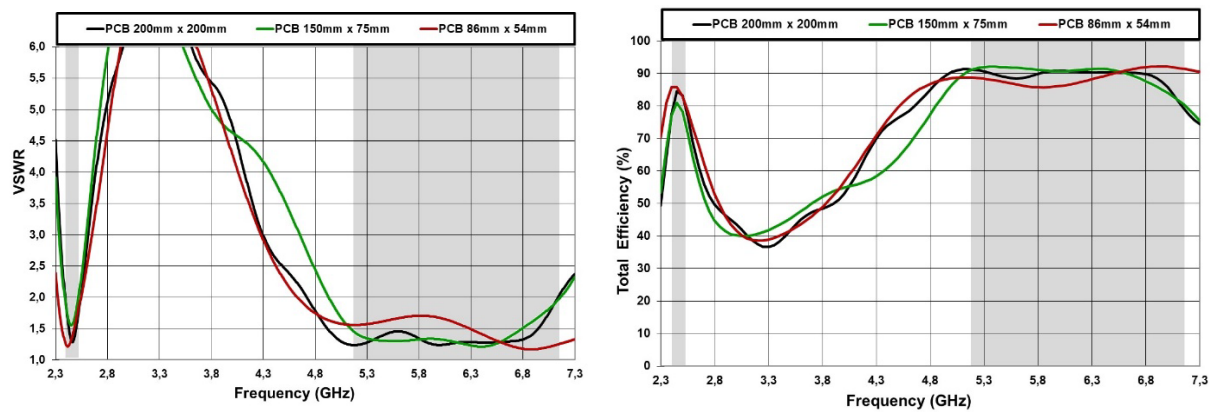 PCB 200mm x 200mm PCB 150mm x 75mm PCB 86mm x 54mm
6,0
5,5
5,0
4,5
4,0
3,5
3,0
2,5
2,0
1,5
1,0
VSWR
2,3 2,8 3,3 3,8 4,3 4,8 5,3 5,8 6,3 6,8 7,3
Frequency (GHz)
PCB 200mm x 200mm PCB 150mm x 75mm PCB 86mm x 54mm
100
90
80
70
60
50
40
30
20
10
0
Total Efficiency (%)
2,3 2,8 3,3 3,8 4,3 4,8 5,3 5,8 6,3 6,8 7,3
Frequency (GHz)